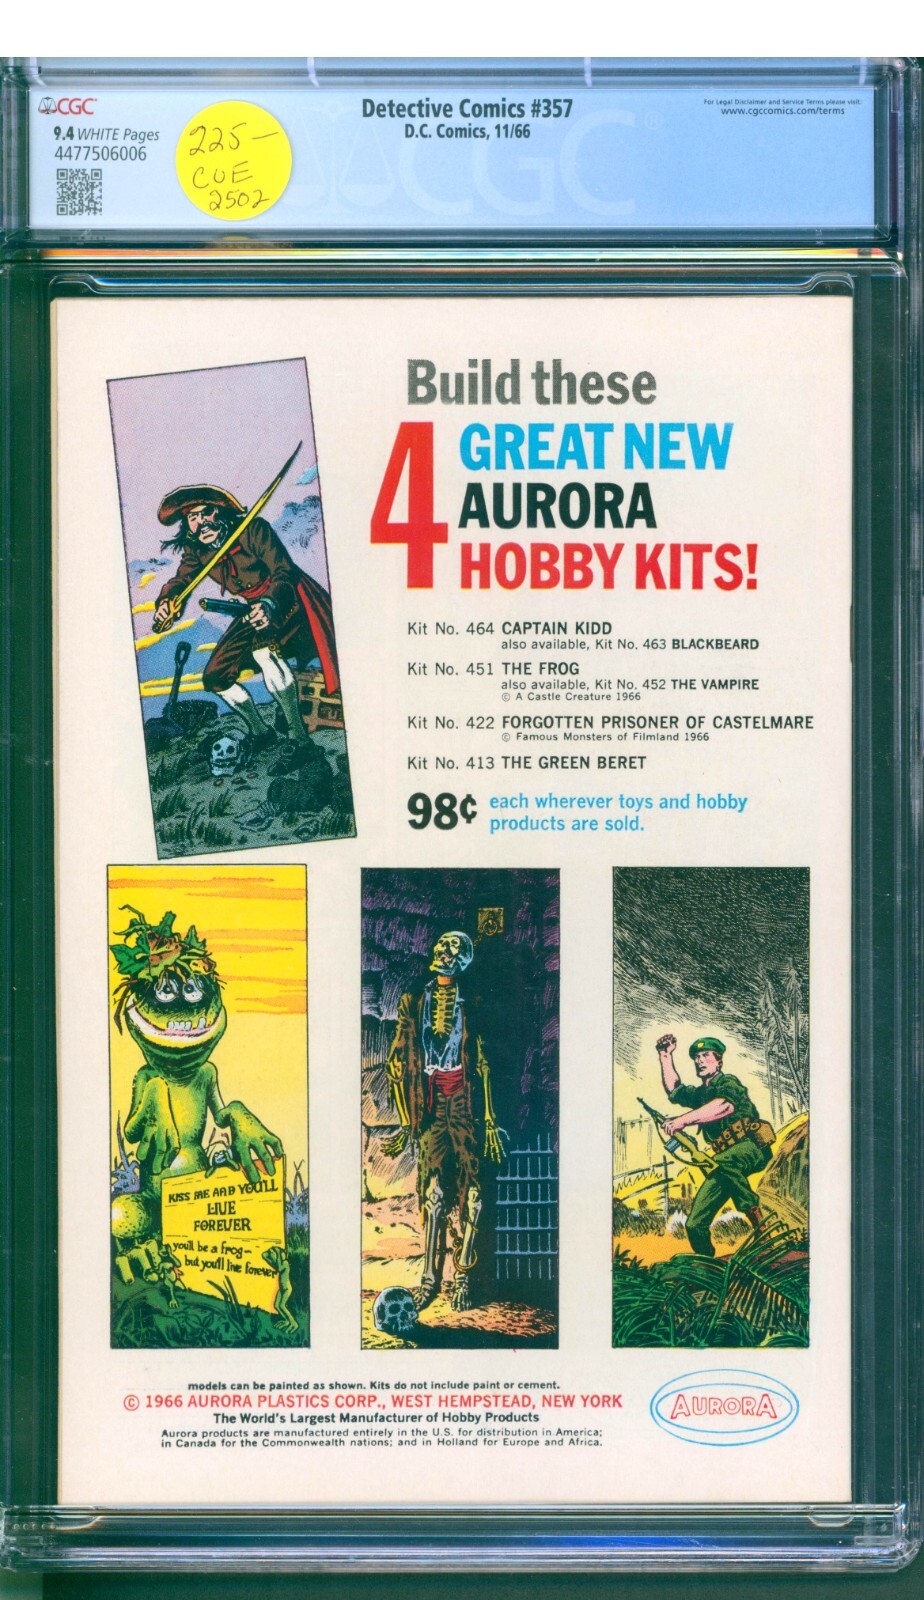 CGC
9.4 WHITE Pages
4477506006
225-
CUE
2502
Detective Comics #357
D.C. Comics, 11/66
For Legal Disclaimer and Service Terms please visit:
www.cgccomics.com/terms
CGC
Build these
4 GREAT NEW
AURORA
HOBBY KITS!
Kit No. 464 CAPTAIN KIDD
also available, Kit No. 463 BLACKBEARD
Kit No. 451 THE FROG
also available, Kit No. 452 THE VAMPIRE
© A Castle Creature 1966
Kit No. 422 FORGOTTEN PRISONER OF CASTELMARE
© Famous Monsters of Filmland 1966
Kit No. 413 THE GREEN BERET
98¢ each wherever toys and hobby
products are sold.
KISS ME AND YOU'LL
LIVE
FOREVER
you'll be a frog-
but you'll live forever
models can be painted as shown. Kits do not include paint or cement.
© 1966 AURORA PLASTICS CORP., WEST HEMPSTEAD, NEW YORK
The World's Largest Manufacturer of Hobby Products
Aurora products are manufactured entirely in the U.S. for distribution in America;
in Canada for the Commonwealth nations; and in Holland for Europe and Africa.
AURORA